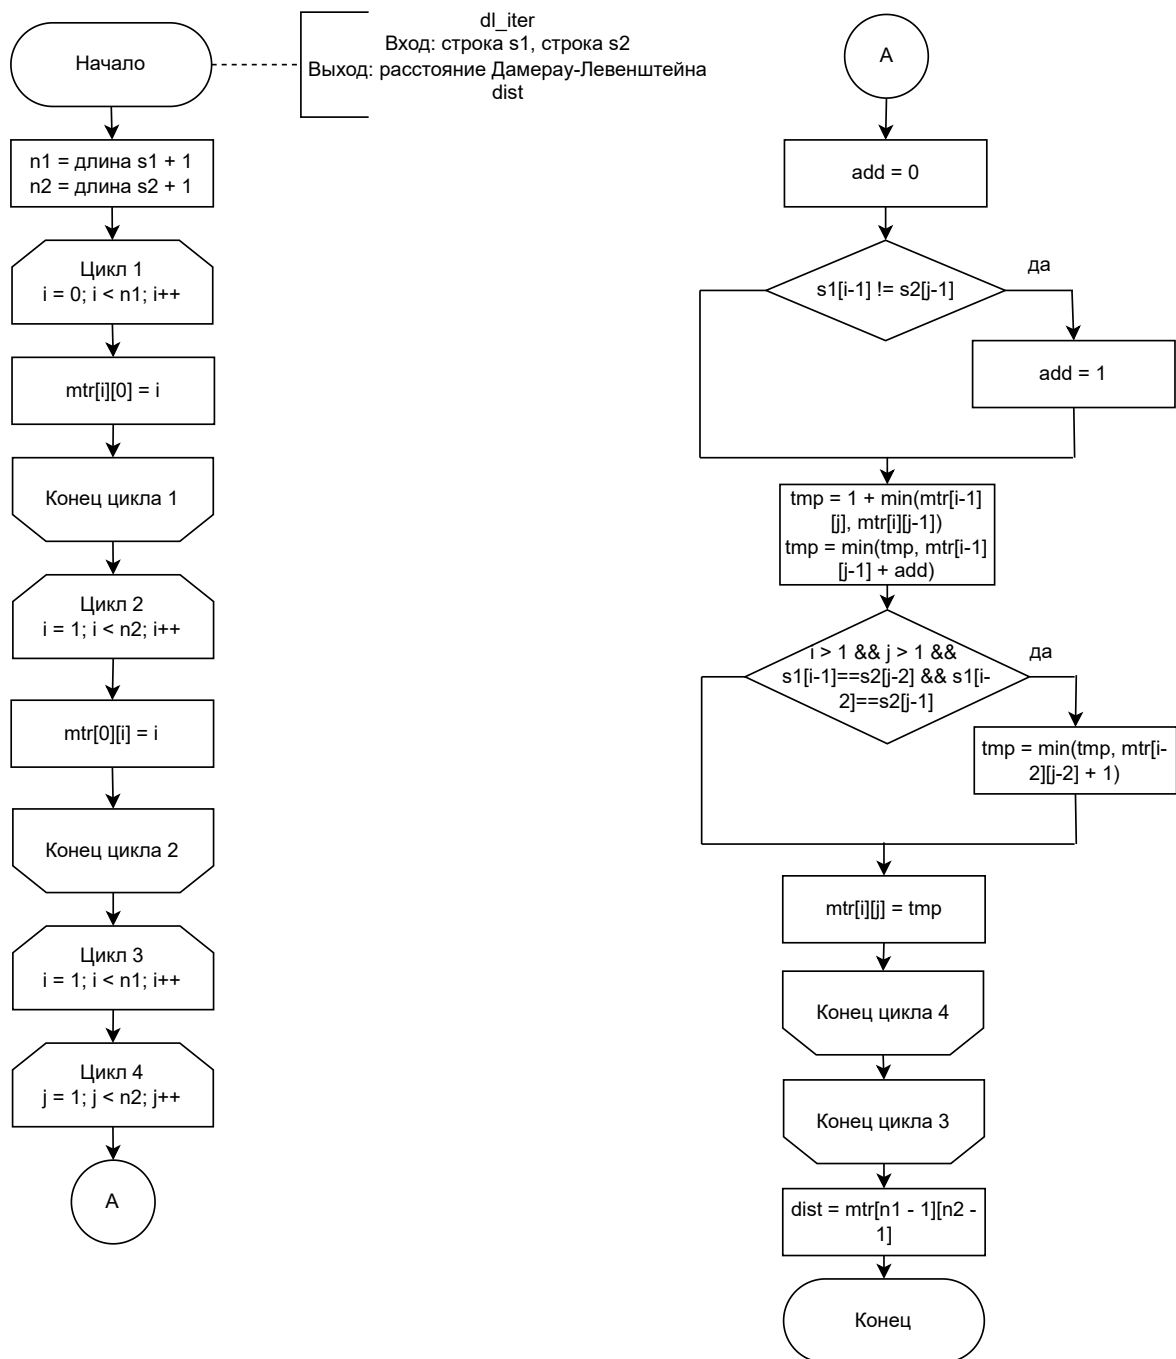 Начало
dl_iter
Вход: строка s1, строка s2
Выход: расстояние Дамерау-Левенштейна
dist
n1 = длина s1 + 1
n2 = длина s2 + 1
Цикл 1
i = 0; i < n1; i++
mtr[i][0] = i
Конец цикла 1
Цикл 2
i = 1; i < n2; i++
mtr[0][i] = i
Конец цикла 2
Цикл 3
i = 1; i < n1; i++
Цикл 4
j = 1; j < n2; j++
A
A
add = 0
s1[i-1] != s2[j-1]
да
add = 1
tmp = 1 + min(mtr[i-1]
[j], mtr[i][j-1])
tmp = min(tmp, mtr[i-1]
[j-1] + add)
i > 1 && j > 1 &&
s1[i-1]==s2[j-2] && s1[i-
2]==s2[j-1]
да
tmp = min(tmp, mtr[i-
2][j-2] + 1)
mtr[i][j] = tmp
Конец цикла 4
Конец цикла 3
dist = mtr[n1 - 1][n2 -
1]
Конец